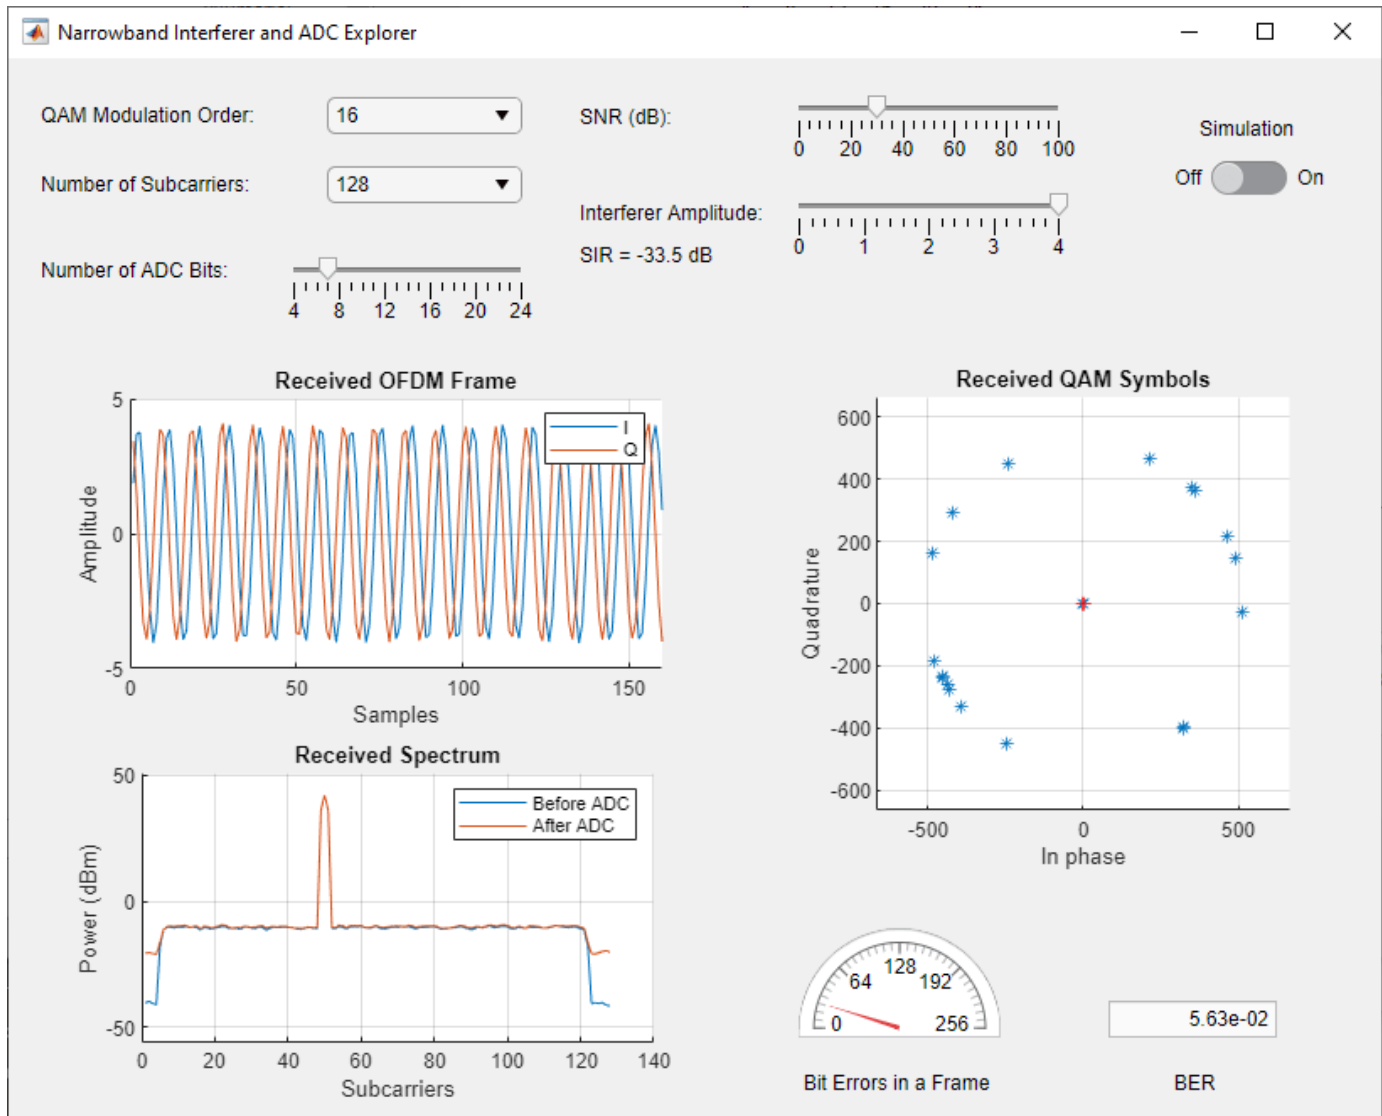 Narrowband Interferer and ADC Explorer
QAM Modulation Order:
16
Number of Subcarriers:
128
Number of ADC Bits:
4 8 12 16 20 24
SNR (dB):
0 20 40 60 80 100
Interferer Amplitude:
0 1 2 3 4
SIR = -33.5 dB
Simulation
Off On
Received OFDM Frame
5
0
-5
Amplitude
I
Q
0 50 100 150
Samples
Received Spectrum
50
0
-50
Power (dBm)
Before ADC
After ADC
0 20 40 60 80 100 120 140
Subcarriers
Received QAM Symbols
600
400
200
0
-200
-400
-600
Quadrature
-500 0 500
In phase
0 64 128 192 256
Bit Errors in a Frame
5.63e-02
BER